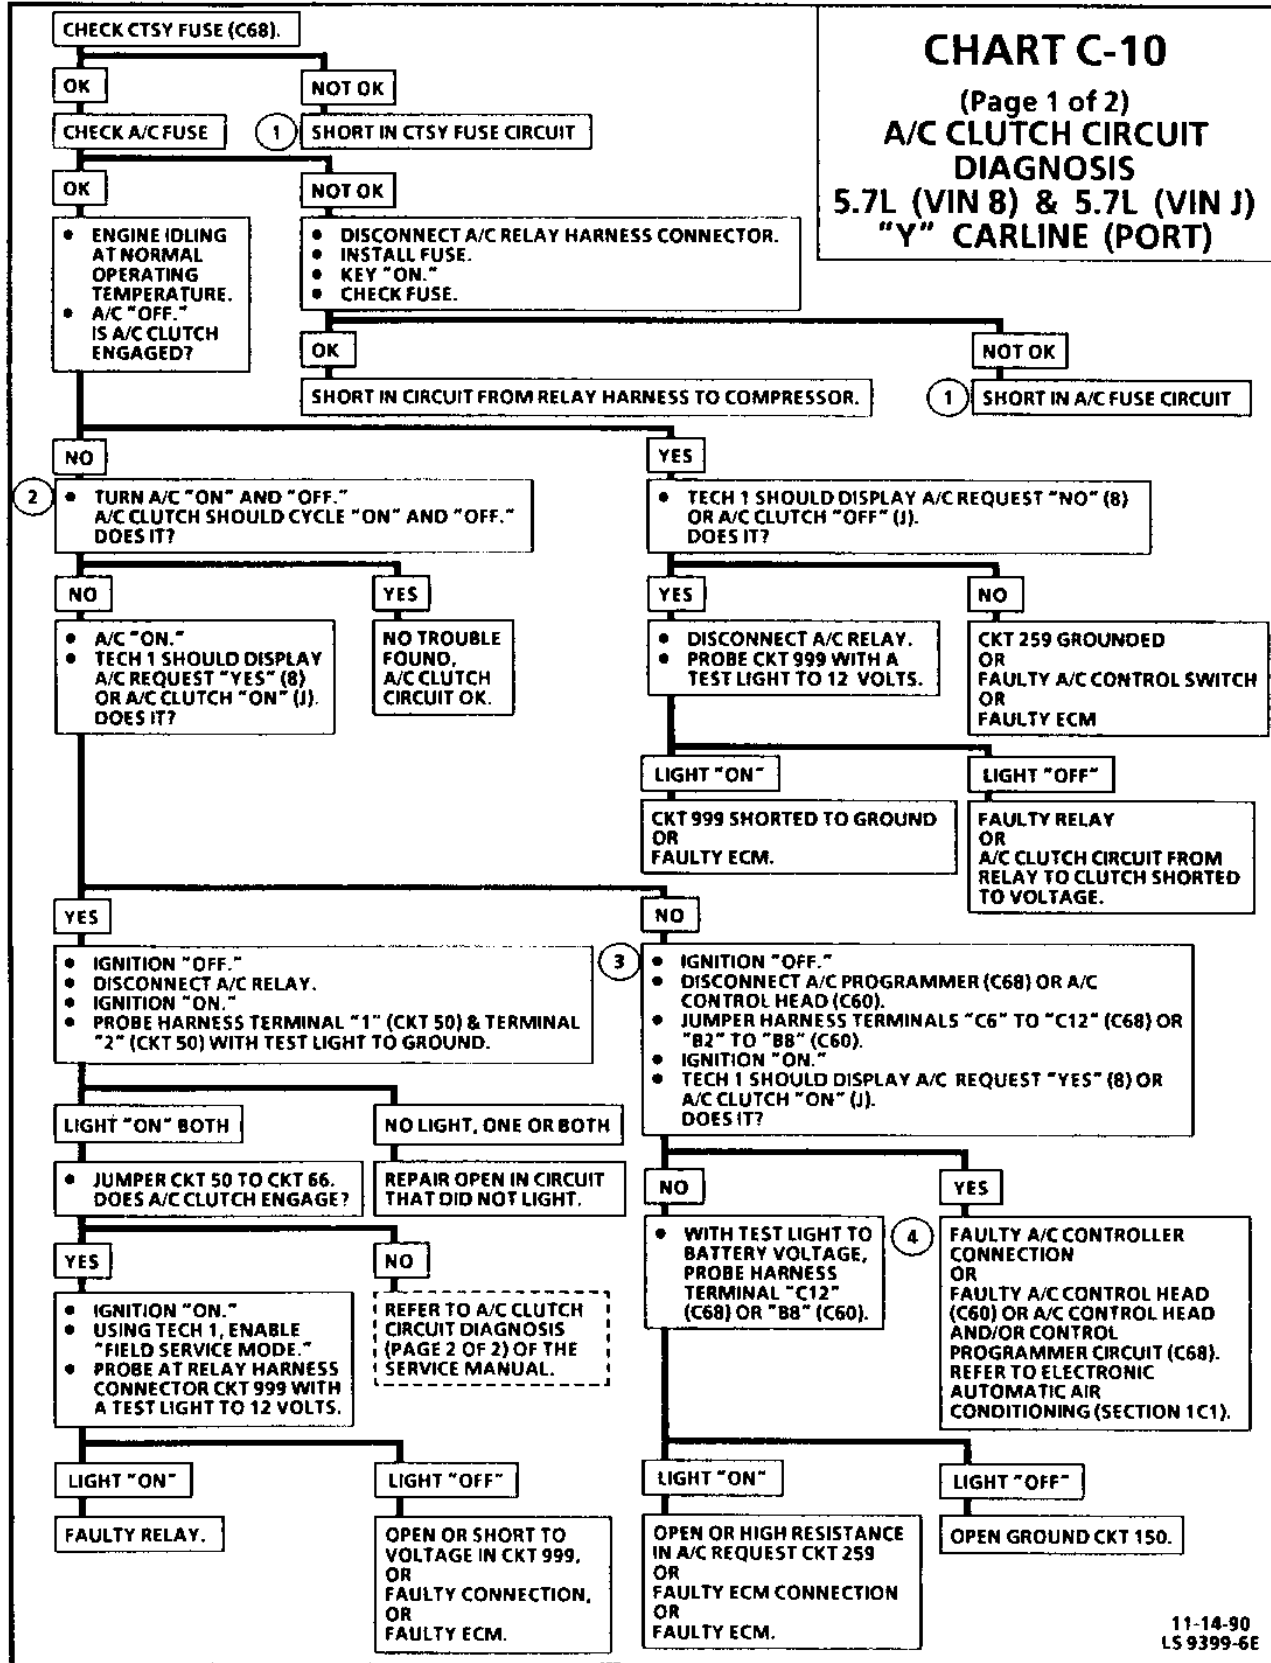 CHART C-10
(Page 1 of 2)
A/C CLUTCH CIRCUIT
DIAGNOSIS
5.7L (VIN 8) & 5.7L (VIN J)
"Y" CARLINE (PORT)
CHECK CTSY FUSE (C68).
OK
NOT OK
CHECK A/C FUSE
1
SHORT IN CTSY FUSE CIRCUIT
OK
NOT OK
• ENGINE IDLING
AT NORMAL
OPERATING
TEMPERATURE.
• A/C "OFF."
IS A/C CLUTCH
ENGAGED?
• DISCONNECT A/C RELAY HARNESS CONNECTOR.
• INSTALL FUSE.
• KEY "ON."
• CHECK FUSE.
OK
NOT OK
SHORT IN CIRCUIT FROM RELAY HARNESS TO COMPRESSOR.
1
SHORT IN A/C FUSE CIRCUIT
NO
YES
2
• TURN A/C "ON" AND "OFF."
A/C CLUTCH SHOULD CYCLE "ON" AND "OFF."
DOES IT?
• TECH 1 SHOULD DISPLAY A/C REQUEST "NO" (8)
OR A/C CLUTCH "OFF" (J).
DOES IT?
NO
YES
YES
NO
• A/C "ON."
• TECH 1 SHOULD DISPLAY
A/C REQUEST "YES" (8)
OR A/C CLUTCH "ON" (J).
DOES IT?
NO TROUBLE
FOUND,
A/C CLUTCH
CIRCUIT OK.
• DISCONNECT A/C RELAY.
• PROBE CKT 999 WITH A
TEST LIGHT TO 12 VOLTS.
CKT 259 GROUNDED
OR
FAULTY A/C CONTROL SWITCH
OR
FAULTY ECM
LIGHT "ON"
LIGHT "OFF"
CKT 999 SHORTED TO GROUND
OR
FAULTY ECM.
FAULTY RELAY
OR
A/C CLUTCH CIRCUIT FROM
RELAY TO CLUTCH SHORTED
TO VOLTAGE.
YES
NO
• IGNITION "OFF."
• DISCONNECT A/C RELAY.
• IGNITION "ON."
• PROBE HARNESS TERMINAL "1" (CKT 50) & TERMINAL
"2" (CKT 50) WITH TEST LIGHT TO GROUND.
3
• IGNITION "OFF."
• DISCONNECT A/C PROGRAMMER (C68) OR A/C
CONTROL HEAD (C60).
• JUMPER HARNESS TERMINALS "C6" TO "C12" (C68) OR
"B2" TO "B8" (C60).
• IGNITION "ON."
• TECH 1 SHOULD DISPLAY A/C REQUEST "YES" (8) OR
A/C CLUTCH "ON" (J).
DOES IT?
LIGHT "ON" BOTH
NO LIGHT, ONE OR BOTH
• JUMPER CKT 50 TO CKT 66.
DOES A/C CLUTCH ENGAGE?
REPAIR OPEN IN CIRCUIT
THAT DID NOT LIGHT.
NO
YES
YES
NO
• WITH TEST LIGHT TO
BATTERY VOLTAGE,
PROBE HARNESS
TERMINAL "C12"
(C68) OR "B8" (C60).
4
FAULTY A/C CONTROLLER
CONNECTION
OR
FAULTY A/C CONTROL HEAD
(C60) OR A/C CONTROL HEAD
AND/OR CONTROL
PROGRAMMER CIRCUIT (C68).
REFER TO ELECTRONIC
AUTOMATIC AIR
CONDITIONING (SECTION 1C1).
• IGNITION "ON."
• USING TECH 1, ENABLE
"FIELD SERVICE MODE."
• PROBE AT RELAY HARNESS
CONNECTOR CKT 999 WITH
A TEST LIGHT TO 12 VOLTS.
REFER TO A/C CLUTCH
CIRCUIT DIAGNOSIS
(PAGE 2 OF 2) OF THE
SERVICE MANUAL.
LIGHT "ON"
LIGHT "OFF"
LIGHT "ON"
LIGHT "OFF"
FAULTY RELAY.
OPEN OR SHORT TO
VOLTAGE IN CKT 999,
OR
FAULTY CONNECTION,
OR
FAULTY ECM.
OPEN OR HIGH RESISTANCE
IN A/C REQUEST CKT 259
OR
FAULTY ECM CONNECTION
OR
FAULTY ECM.
OPEN GROUND CKT 150.
11-14-90
LS 9399-6E